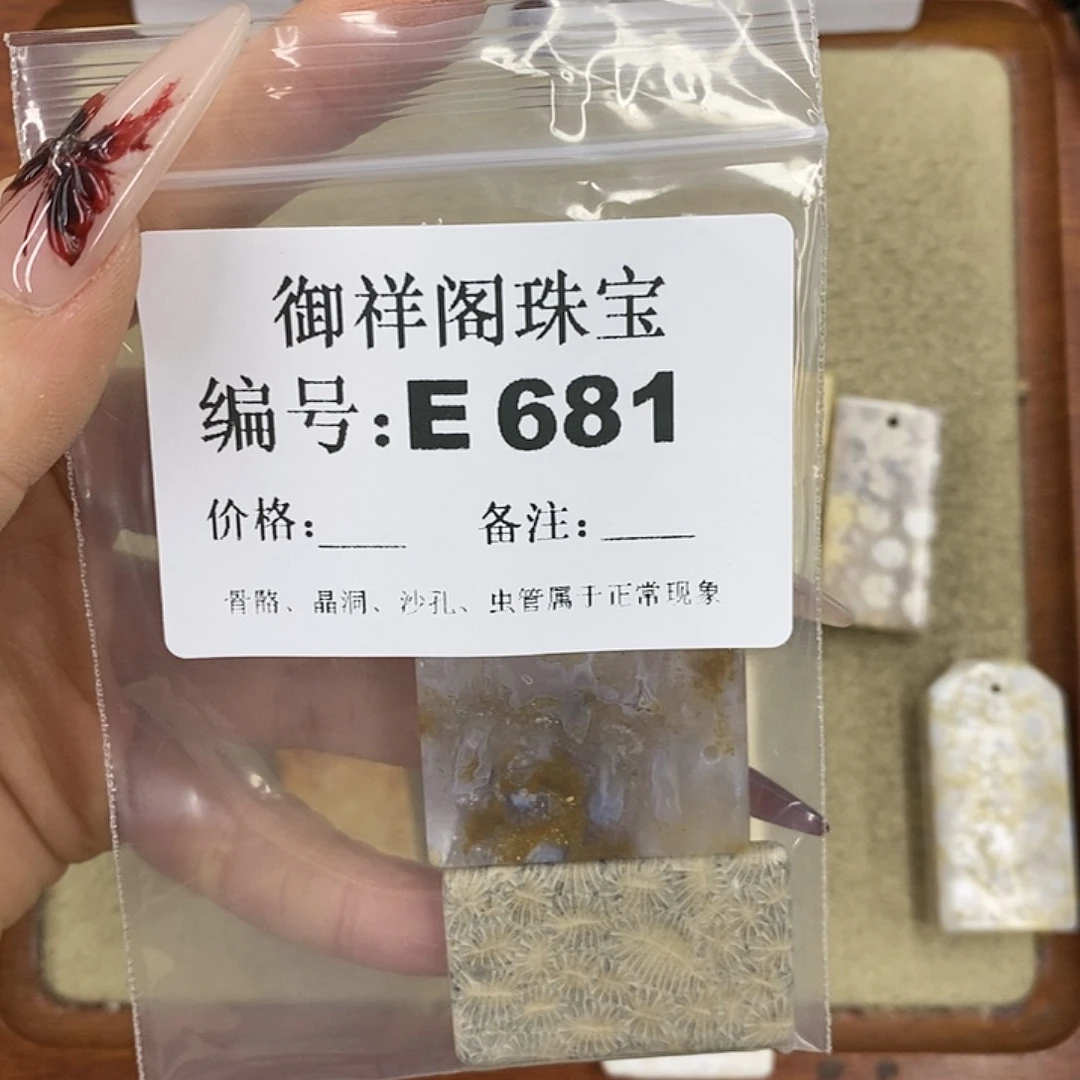 御祥阁珠宝
编号:E 681
价格:____ 备注:____
骨骼、晶洞、沙孔、虫管属于正常现象